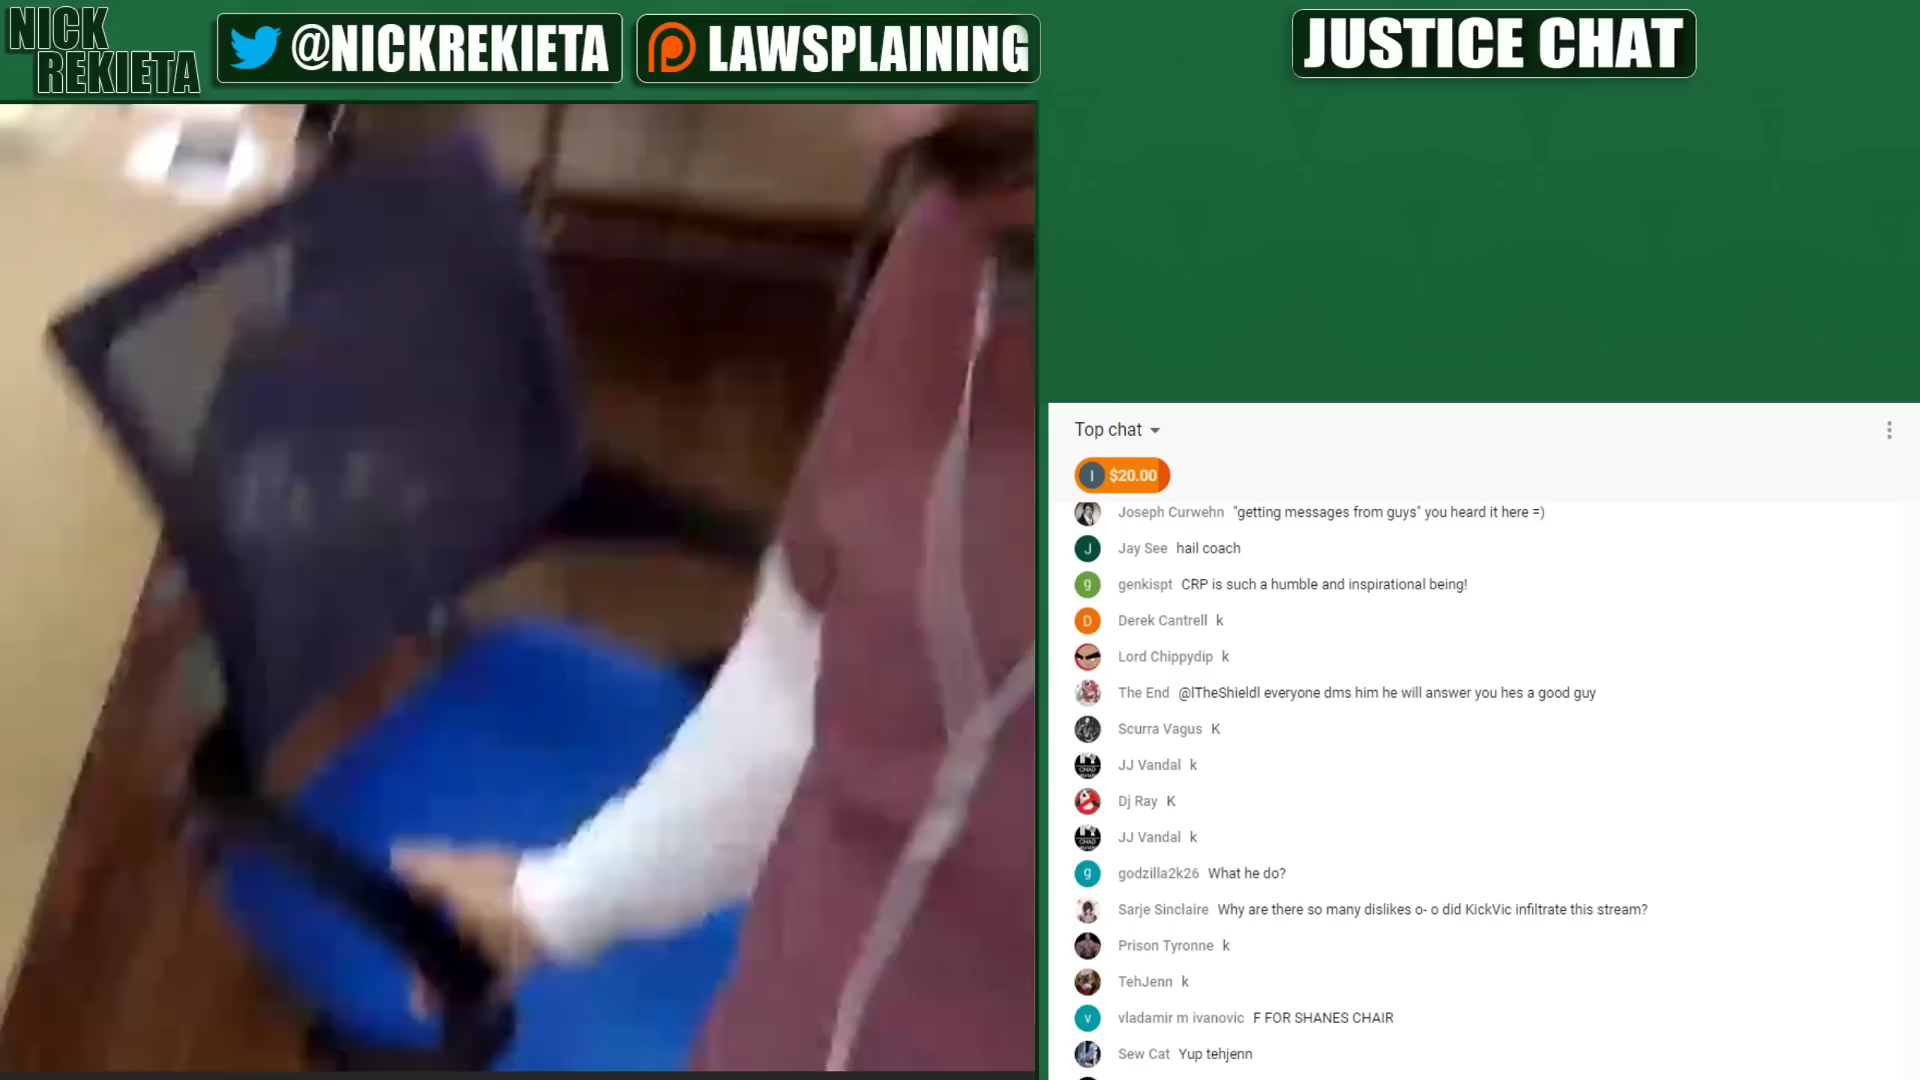 NICK
REKIETA
@NICKREKIETA
LAWSPLAINING
JUSTICE CHAT
Top chat
I $20.00
Joseph Curwehn "getting messages from guys" you heard it here =)
J Jay See hail coach
g genkispt CRP is such a humble and inspirational being!
D Derek Cantrell k
Lord Chippydip k
The End @lTheShieldl everyone dms him he will answer you hes a good guy
Scurra Vagus K
JJ Vandal k
Dj Ray K
JJ Vandal k
g godzilla2k26 What he do?
Sarje Sinclaire Why are there so many dislikes o- o did KickVic infiltrate this stream?
Prison Tyronne k
TehJenn k
v vladamir m ivanovic F FOR SHANES CHAIR
Sew Cat Yup tehjenn